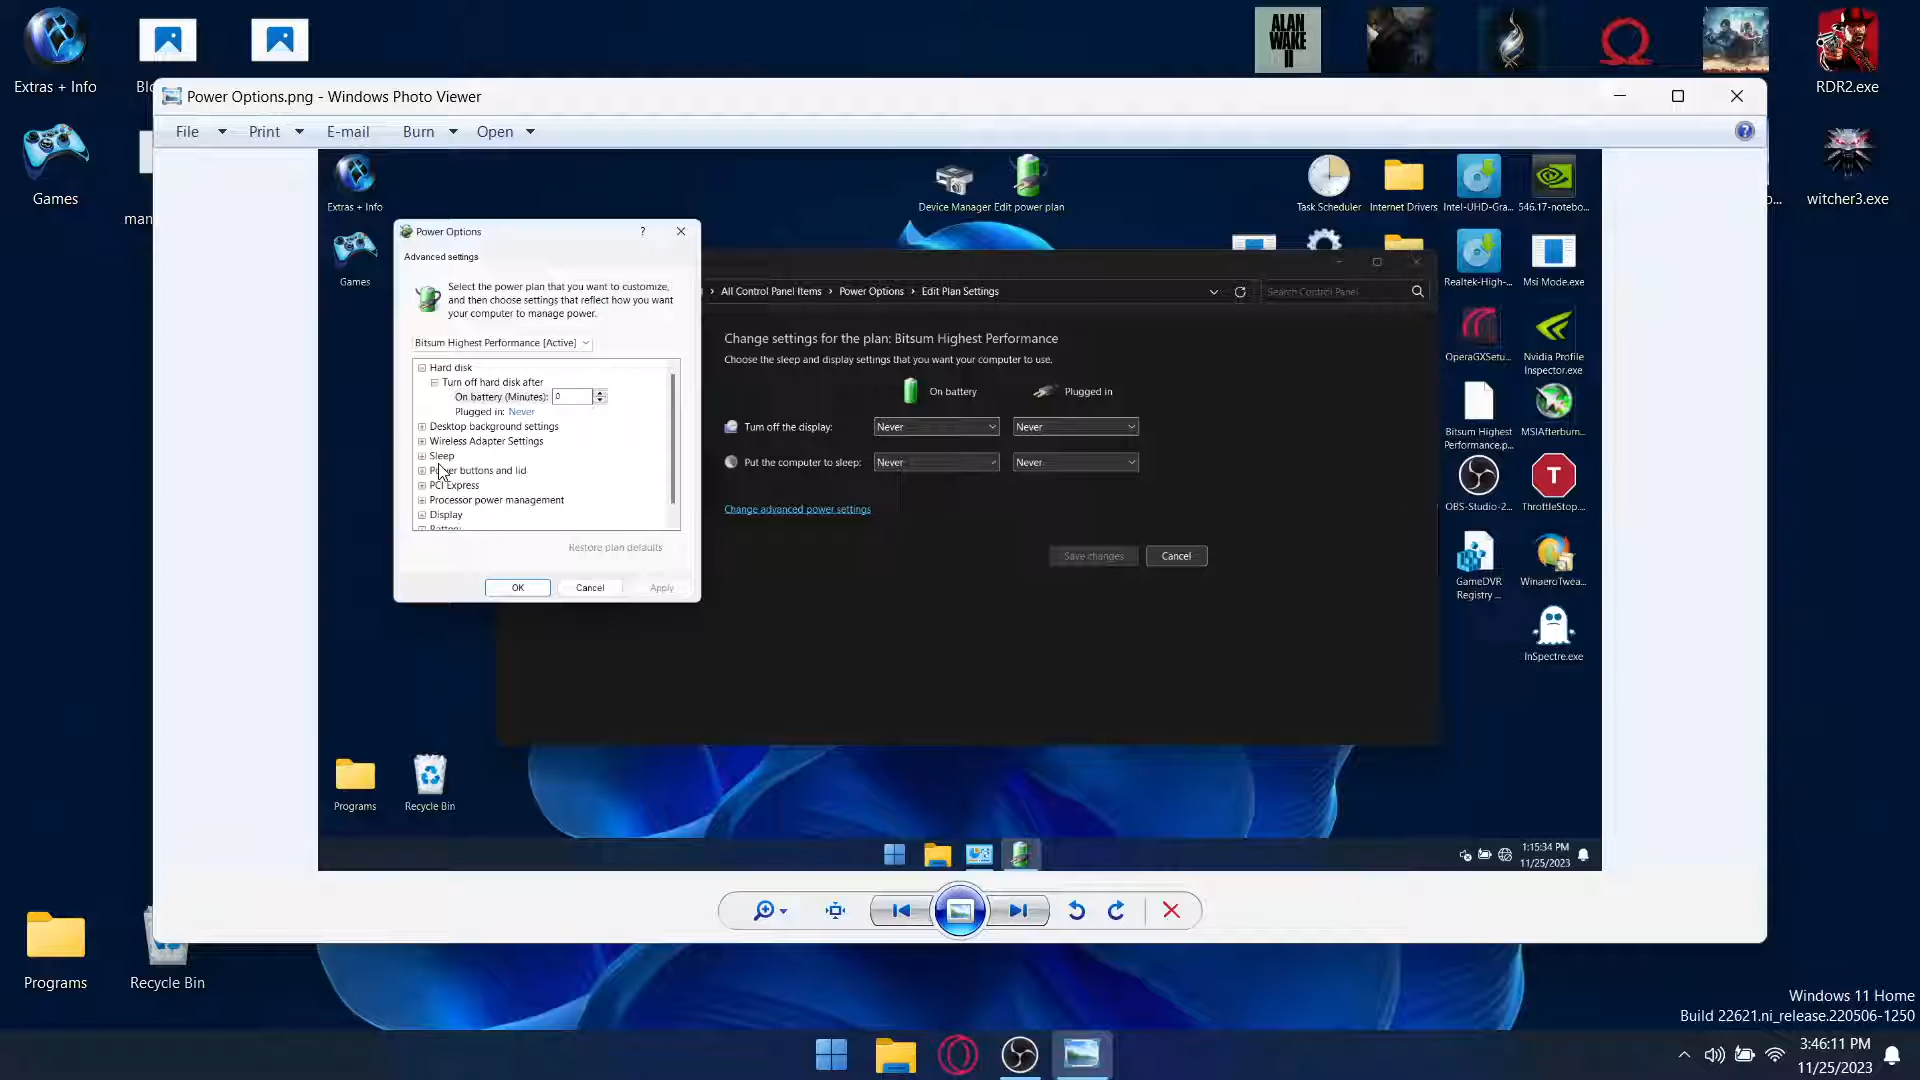 ALAN
WAKE
II
Extras + Info
RDR2.exe
Power Options.png - Windows Photo Viewer
File
Print
E-mail
Burn
Open
Games
witcher3.exe
Extras + Info
Device Manager
Edit power plan
Task Scheduler
Internet Drivers
Intel-UHD-Gra...
546.17-notebo...
Games
Realtek-High-...
Msi Mode.exe
OperaGXSetu...
Nvidia Profile
Inspector.exe
Bitsum Highest
Performance.p...
MSIAfterburn...
OBS-Studio-2...
ThrottleStop....
GameDVR
Registry ...
WinaeroTwea...
InSpectre.exe
Power Options
?
Advanced settings
Select the power plan that you want to customize,
and then choose settings that reflect how you want
your computer to manage power.
Bitsum Highest Performance [Active]
Hard disk
Turn off hard disk after
On battery (Minutes): 0
Plugged in: Never
Desktop background settings
Wireless Adapter Settings
Sleep
Power buttons and lid
PCI Express
Processor power management
Display
Battery
Restore plan defaults
OK
Cancel
Apply
All Control Panel Items > Power Options > Edit Plan Settings
Search Control Panel
Change settings for the plan: Bitsum Highest Performance
Choose the sleep and display settings that you want your computer to use.
On battery
Plugged in
Turn off the display:
Never
Never
Put the computer to sleep:
Never
Never
Change advanced power settings
Save changes
Cancel
Programs
Recycle Bin
1:15:34 PM
11/25/2023
Programs
Recycle Bin
Windows 11 Home
Build 22621.ni_release.220506-1250
3:46:11 PM
11/25/2023